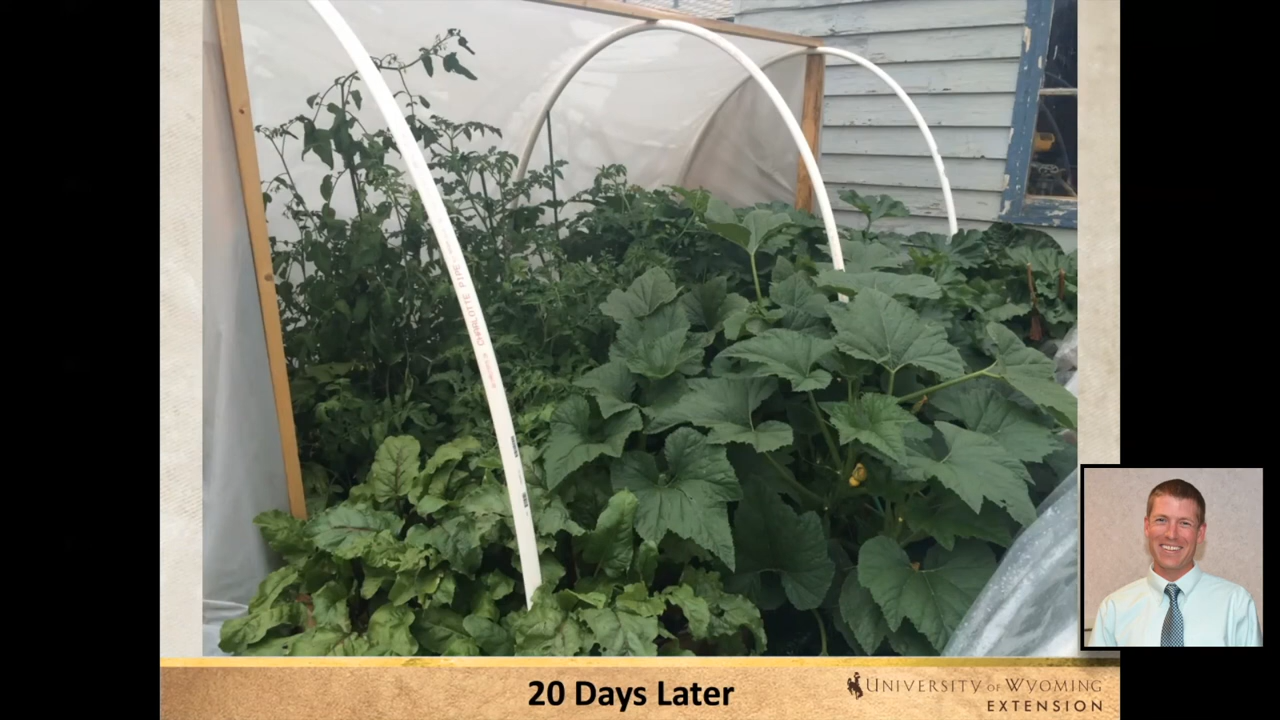 CHARLOTTE PIPE
20 Days Later
UNIVERSITY OF WYOMING
EXTENSION